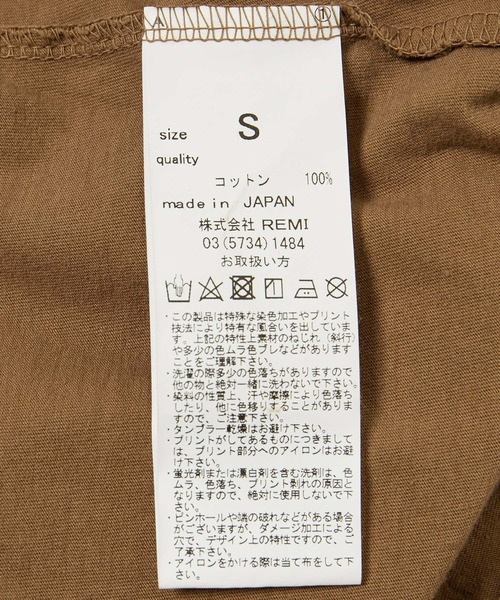 A ①
size S
quality
コットン 100%
made in JAPAN
株式会社 REMI
03(5734)1484
お取扱い方
・この製品は特殊な染色加工やプリント
技法により特有な風合いを出していま
す。上記の特性上素材のねじれ(斜行)
や多少の色ムラ色ブレなどがあります
ことをご理解下さい。
・洗濯の際多少の色落ちがありますので
他の物と絶対一緒に洗わないで下さい。
・染料の性質上、汗や摩擦により色落ち
したり、他に色移りすることがありま
すので、ご注意下さい。
・タンブラー乾燥はお避け下さい。
・プリントがしてあるものにつきまして
は、プリント部分へのアイロンはお避
け下さい。
・蛍光剤または漂白剤を含む洗剤は、色
ムラ、色落ち、プリント剥れの原因と
なりますので、絶対に使用しないで下
さい。
・ピンホールや端の破れなどがある場合
がございますが、ダメージ加工による
穴で、デザイン上の特性ですので、ご
了承下さい。
・アイロンをかける際は当て布をして下
さい。